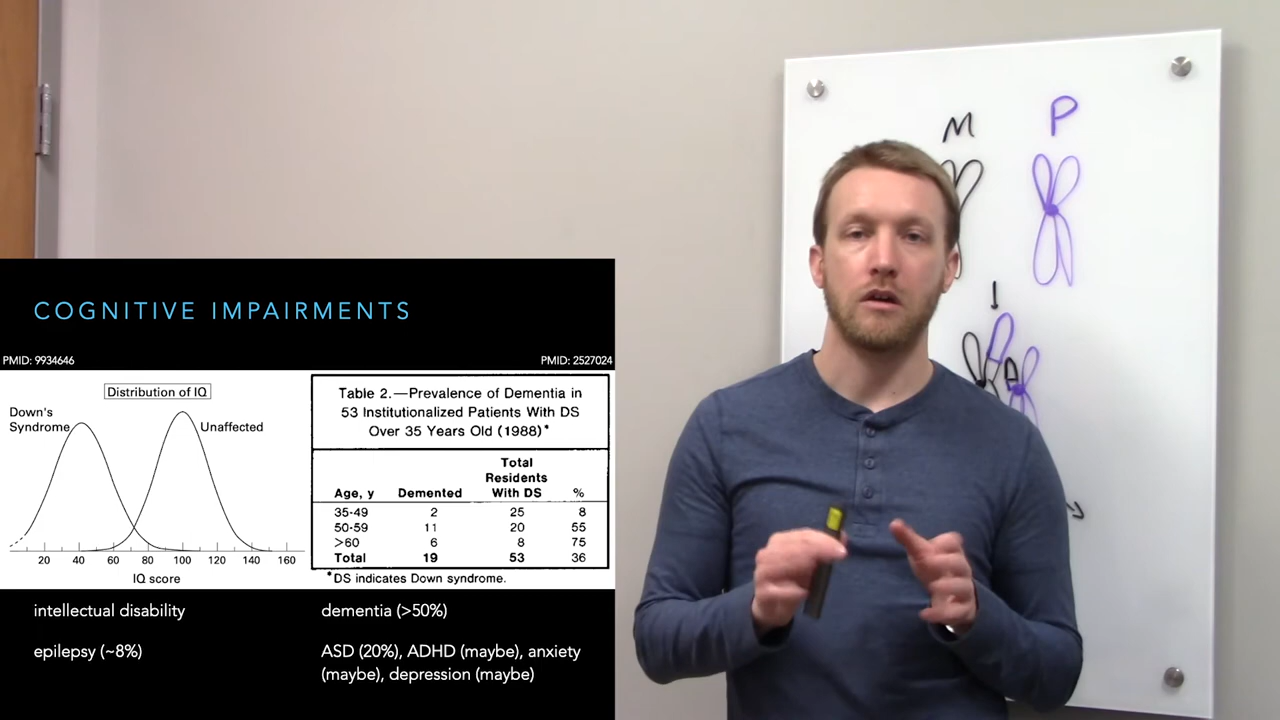 M P
COGNITIVE IMPAIRMENTS
PMID: 9934646
PMID: 2527024
Distribution of IQ
Down's
Syndrome
Unaffected
20 40 60 80 100 120 140 160
IQ score
Table 2.—Prevalence of Dementia in
53 Institutionalized Patients With DS
Over 35 Years Old (1988)*
Total
Residents
Age, y Demented With DS %
35-49 2 25 8
50-59 11 20 55
>60 6 8 75
Total 19 53 36
*DS indicates Down syndrome.
intellectual disability
dementia (>50%)
epilepsy (~8%)
ASD (20%), ADHD (maybe), anxiety
(maybe), depression (maybe)